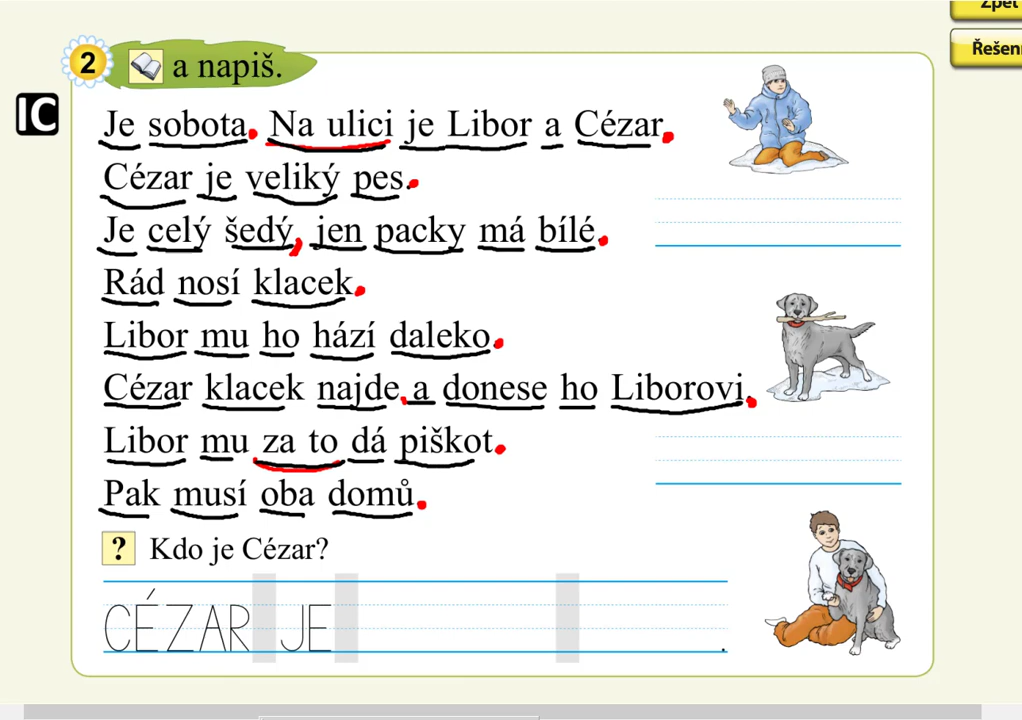 Zpět
Řešení
2 a napiš.
IC
Je sobota. Na ulici je Libor a Cézar.
Cézar je veliký pes.
Je celý šedý, jen packy má bílé.
Rád nosí klacek.
Libor mu ho hází daleko.
Cézar klacek najde a donese ho Liborovi.
Libor mu za to dá piškot.
Pak musí oba domů.
? Kdo je Cézar?
CÉZAR JE .